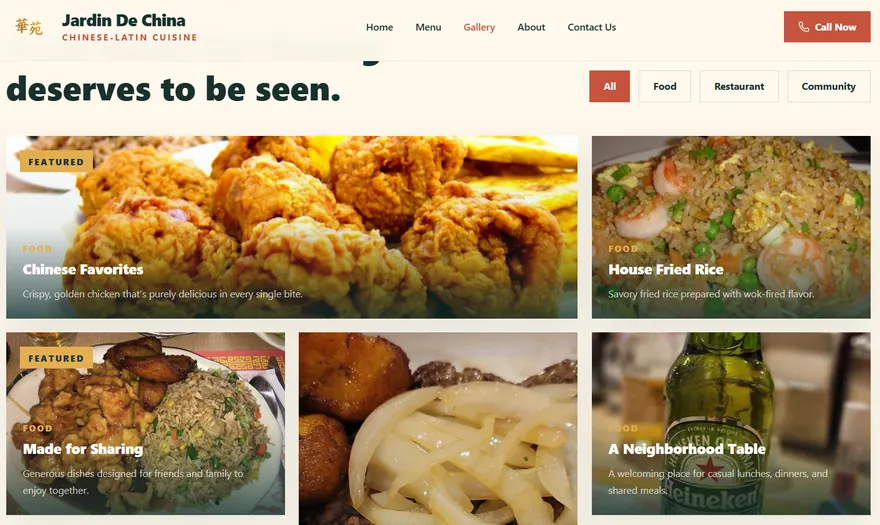 華苑
Jardin De China
CHINESE-LATIN CUISINE
Home
Menu
Gallery
About
Contact Us
Call Now
deserves to be seen.
All
Food
Restaurant
Community
FEATURED
FOOD
Chinese Favorites
Crispy, golden chicken that's purely delicious in every single bite.
FOOD
House Fried Rice
Savory fried rice prepared with wok-fired flavor.
FEATURED
FOOD
Made for Sharing
Generous dishes designed for friends and family to
enjoy together.
FOOD
A Neighborhood Table
A welcoming place for casual lunches, dinners, and
shared meals.
Heineken